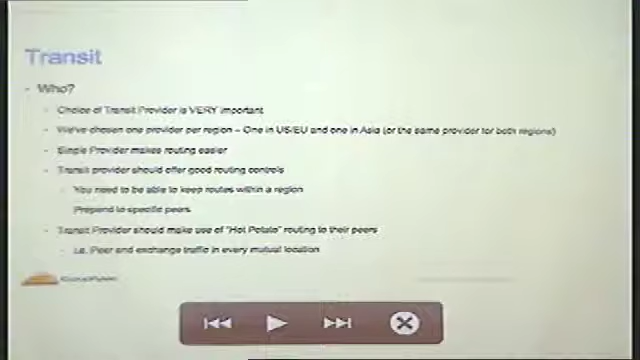 Transit
Who?
Choice of Transit Provider is VERY important
We've chosen one provider per region – One in US/EU and one in Asia (or the same provider for both regions)
Single Provider makes routing easier
Transit provider should offer good routing controls
You need to be able to keep routes within a region
Prepend to specific peers
Transit Provider should make use of "Hot Potato" routing to their peers
i.e. Peer and exchange traffic in every mutual location